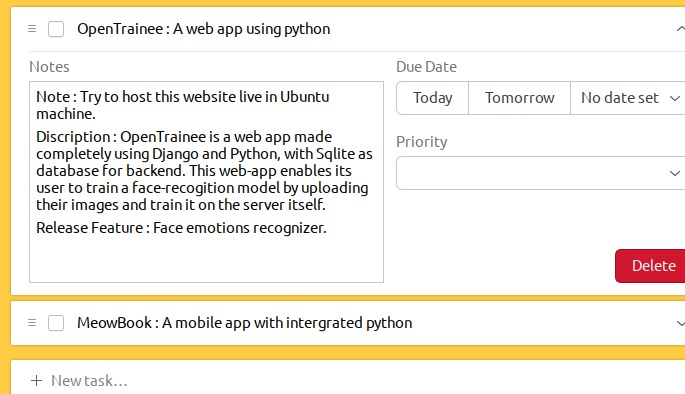 OpenTrainee : A web app using python
Notes
Note : Try to host this website live in Ubuntu
machine.
Discription : OpenTrainee is a web app made
completely using Django and Python, with Sqlite as
database for backend. This web-app enables its
user to train a face-recogition model by uploading
their images and train it on the server itself.
Release Feature : Face emotions recognizer.
Due Date
Today
Tomorrow
No date set
Priority
Delete
MeowBook : A mobile app with intergrated python
New task...